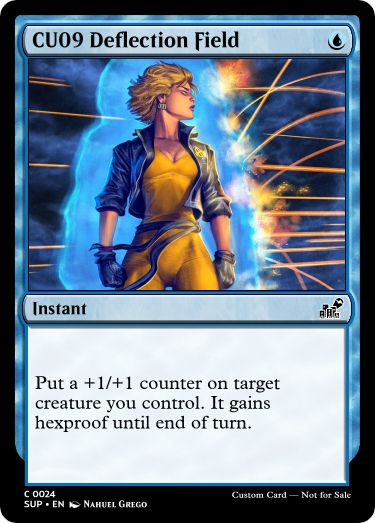 CU09 Deflection Field
Instant
Put a +1/+1 counter on target
creature you control. It gains
hexproof until end of turn.
C 0024
SUP • EN Nahuel Grego
Custom Card — Not for Sale